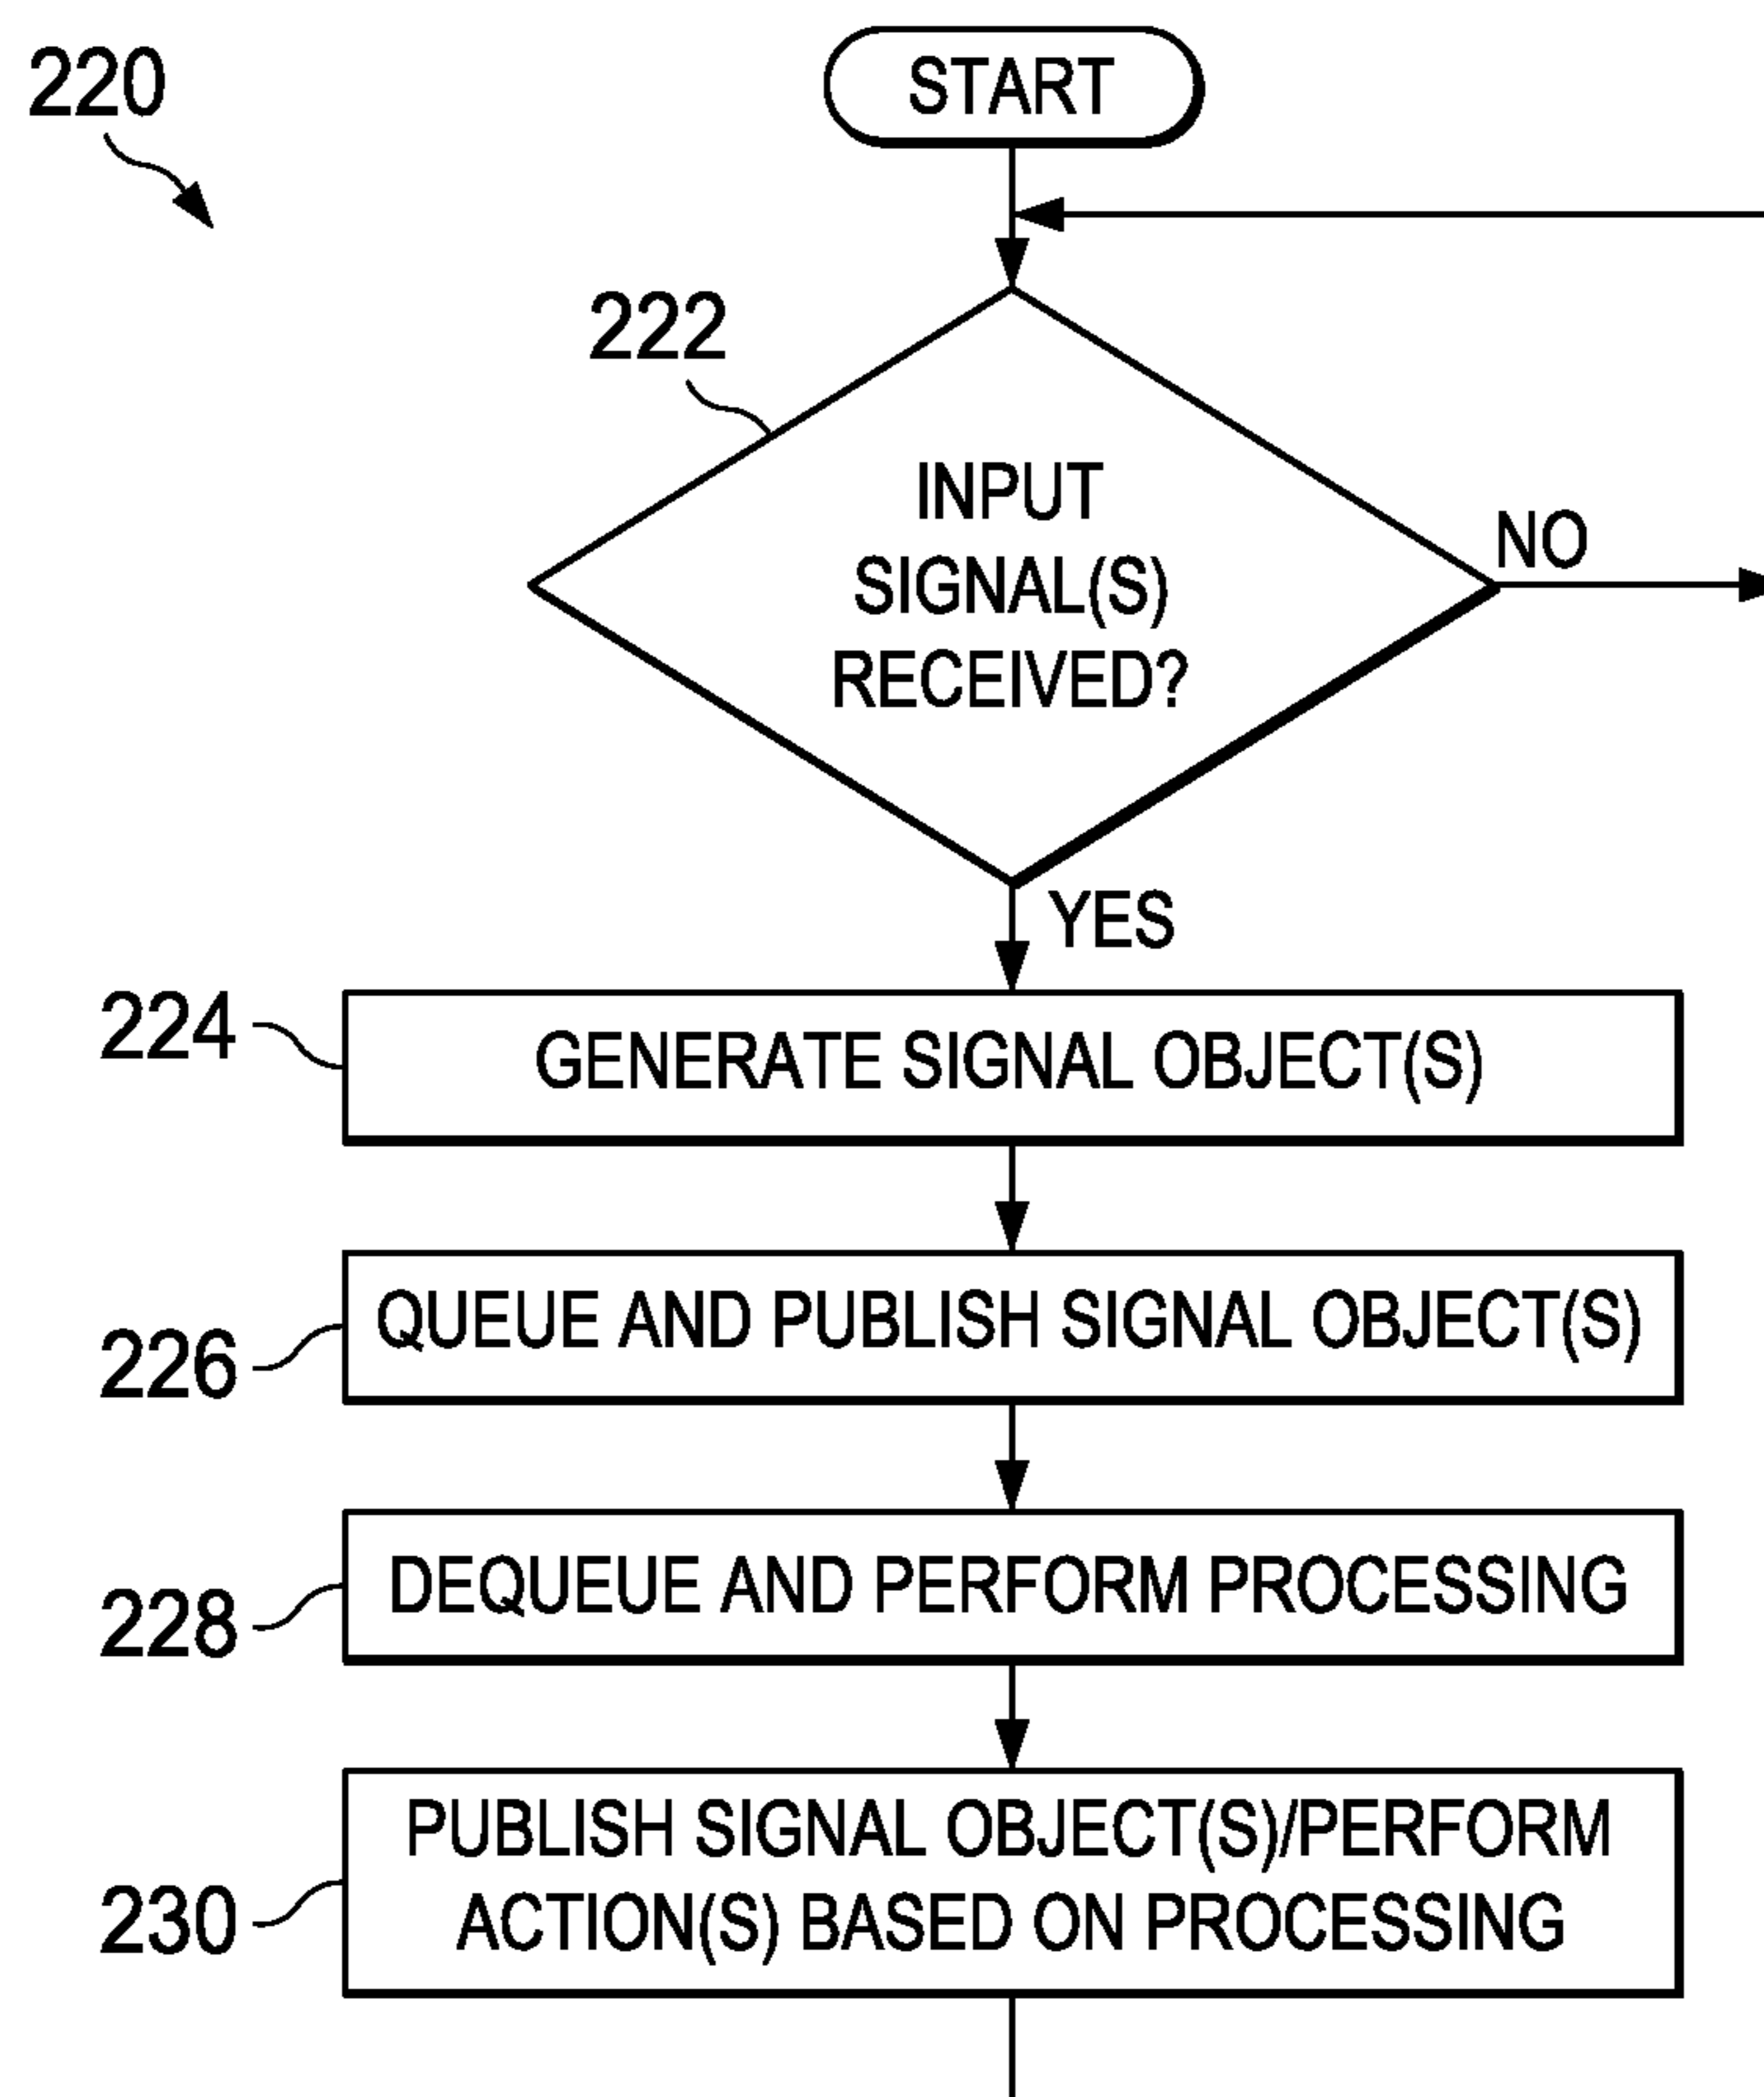 220
START
222
INPUT
SIGNAL(S)
RECEIVED?
NO
YES
224
GENERATE SIGNAL OBJECT(S)
226
QUEUE AND PUBLISH SIGNAL OBJECT(S)
228
DEQUEUE AND PERFORM PROCESSING
230
PUBLISH SIGNAL OBJECT(S)/PERFORM
ACTION(S) BASED ON PROCESSING